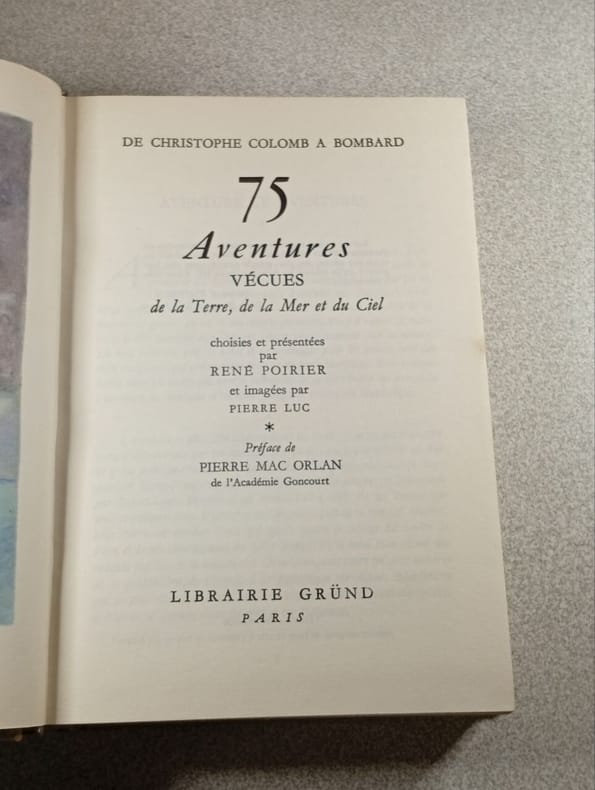 DE CHRISTOPHE COLOMB A BOMBARD
75
Aventures
VÉCUES
de la Terre, de la Mer et du Ciel
choisies et présentées
par
RENÉ POIRIER
et imagées par
PIERRE LUC
*
Préface de
PIERRE MAC ORLAN
de l'Académie Goncourt
LIBRAIRIE GRÜND
PARIS